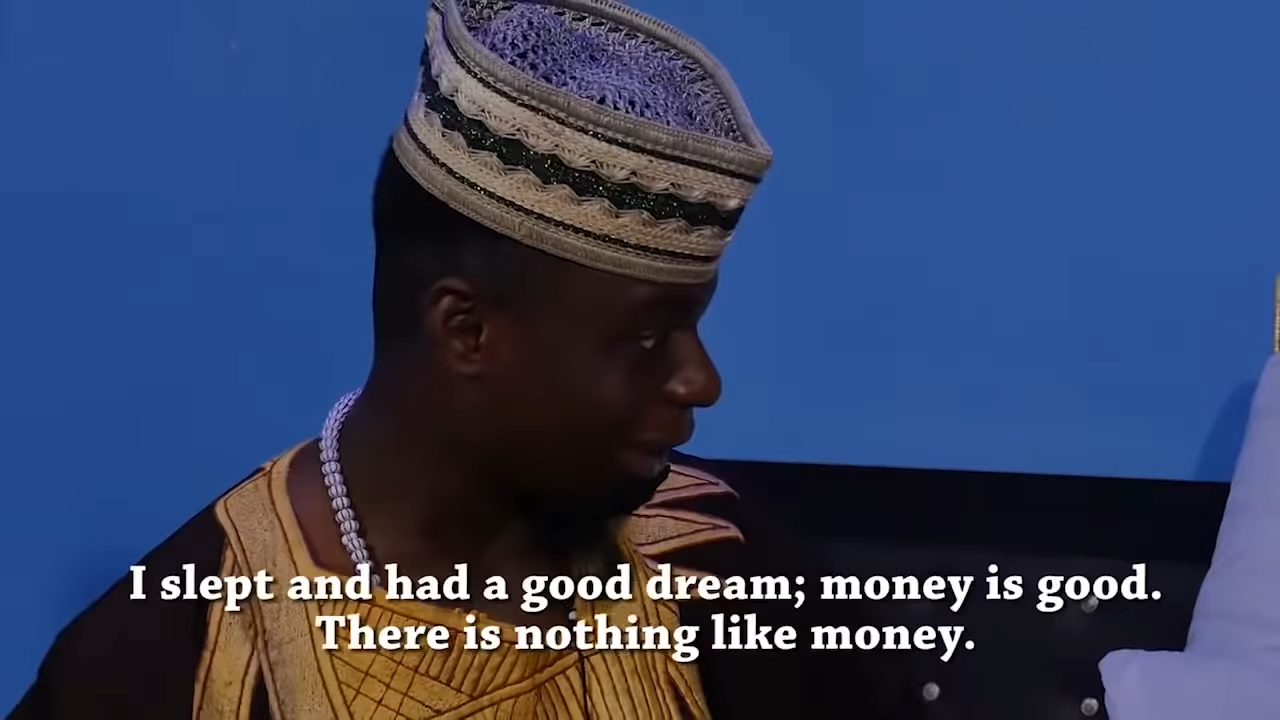 I slept and had a good dream; money is good.
There is nothing like money.